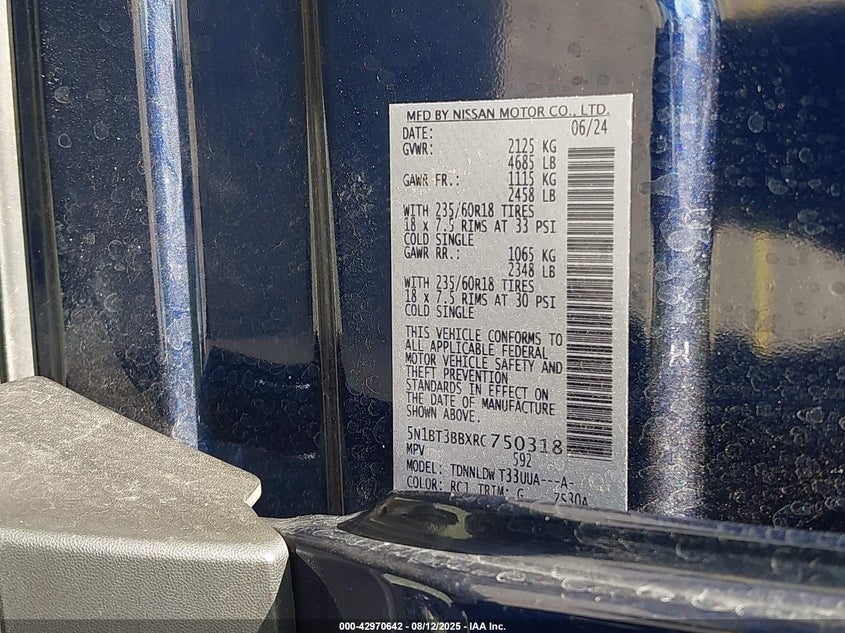 MFD BY NISSAN MOTOR CO., LTD.
DATE: 06/24
GVWR: 2125 KG
4685 LB
GAWR FR.: 1115 KG
2458 LB
WITH 235/60R18 TIRES
18 x 7.5 RIMS AT 33 PSI
COLD SINGLE
GAWR RR.: 1065 KG
2348 LB
WITH 235/60R18 TIRES
18 x 7.5 RIMS AT 30 PSI
COLD SINGLE
THIS VEHICLE CONFORMS TO
ALL APPLICABLE FEDERAL
MOTOR VEHICLE SAFETY AND
THEFT PREVENTION
STANDARDS IN EFFECT ON
THE DATE OF MANUFACTURE
SHOWN ABOVE.
5N1BT3BBXRC750318
MPV 592
MODEL: TDNNLDW T33UUA---A-
COLOR: TRIM: G
000-42970642 - 08/12/2025 - IAA Inc.